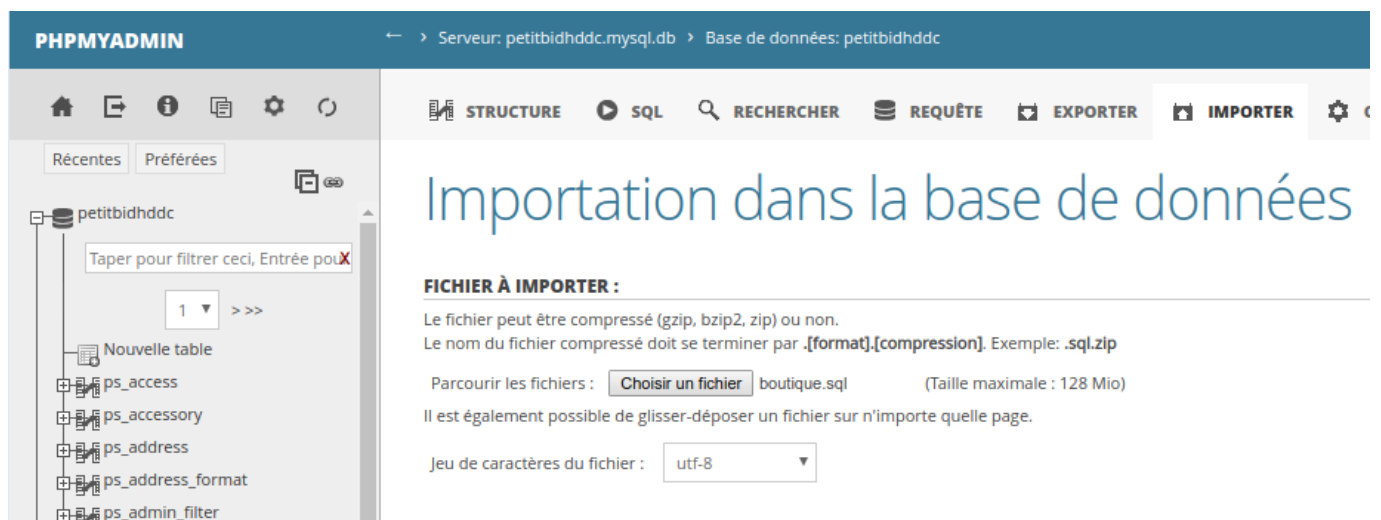 PHPMYADMIN
← › Serveur: petitbidhddc.mysql.db › Base de données: petitbidhddc
STRUCTURE SQL RECHERCHER REQUÊTE EXPORTER IMPORTER
Récentes Préférées
petitbidhddc
Taper pour filtrer ceci, Entrée pou X
1 > >>
Nouvelle table
ps_access
ps_accessory
ps_address
ps_address_format
ps_admin_filter
Importation dans la base de données
FICHIER À IMPORTER :
Le fichier peut être compressé (gzip, bzip2, zip) ou non.
Le nom du fichier compressé doit se terminer par .[format].[compression]. Exemple: .sql.zip
Parcourir les fichiers : Choisir un fichier boutique.sql (Taille maximale : 128 Mio)
Il est également possible de glisser-déposer un fichier sur n'importe quelle page.
Jeu de caractères du fichier : utf-8